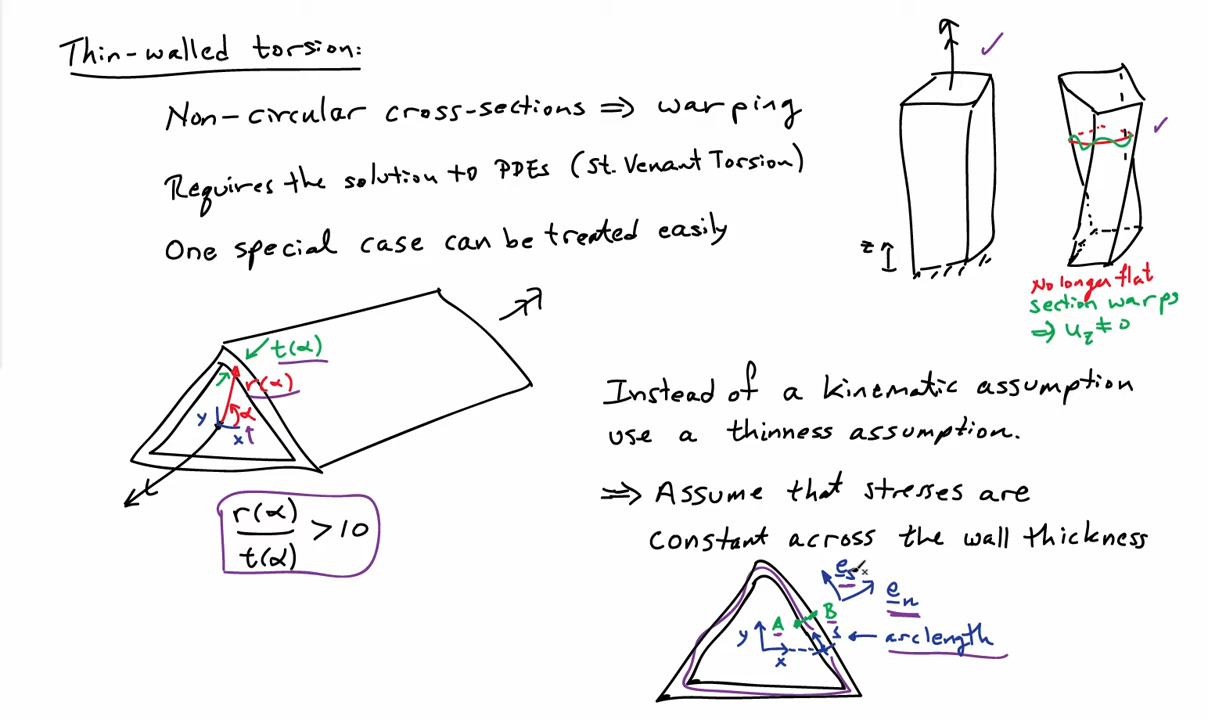 Thin-walled torsion:
Non-circular cross-sections ⇒ warping
Requires the solution to PDEs (St. Venant Torsion)
One special case can be treated easily
z
No longer flat
section warps
⇒ u_z ≠ 0
t(α)
r(α)
α
y
x
r(α)/t(α) > 10
Instead of a kinematic assumption
use a thinness assumption.
⇒ Assume that stresses are
constant across the wall thickness
e_s
e_n
A
B
y
x
s ← arclength